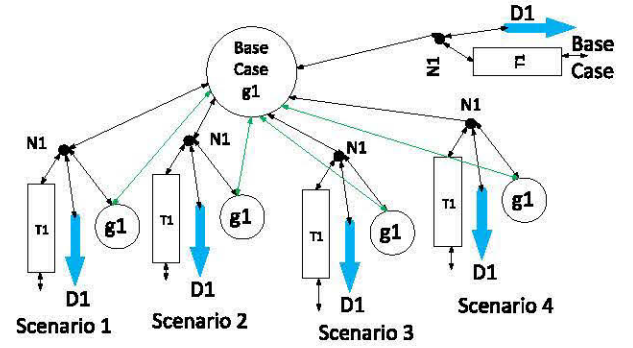 D1
Base
Case
g1
N1
T1
Base
Case
N1
T1
g1
D1
Scenario 1
N1
T1
g1
D1
Scenario 2
N1
T1
g1
D1
Scenario 3
N1
T1
g1
D1
Scenario 4